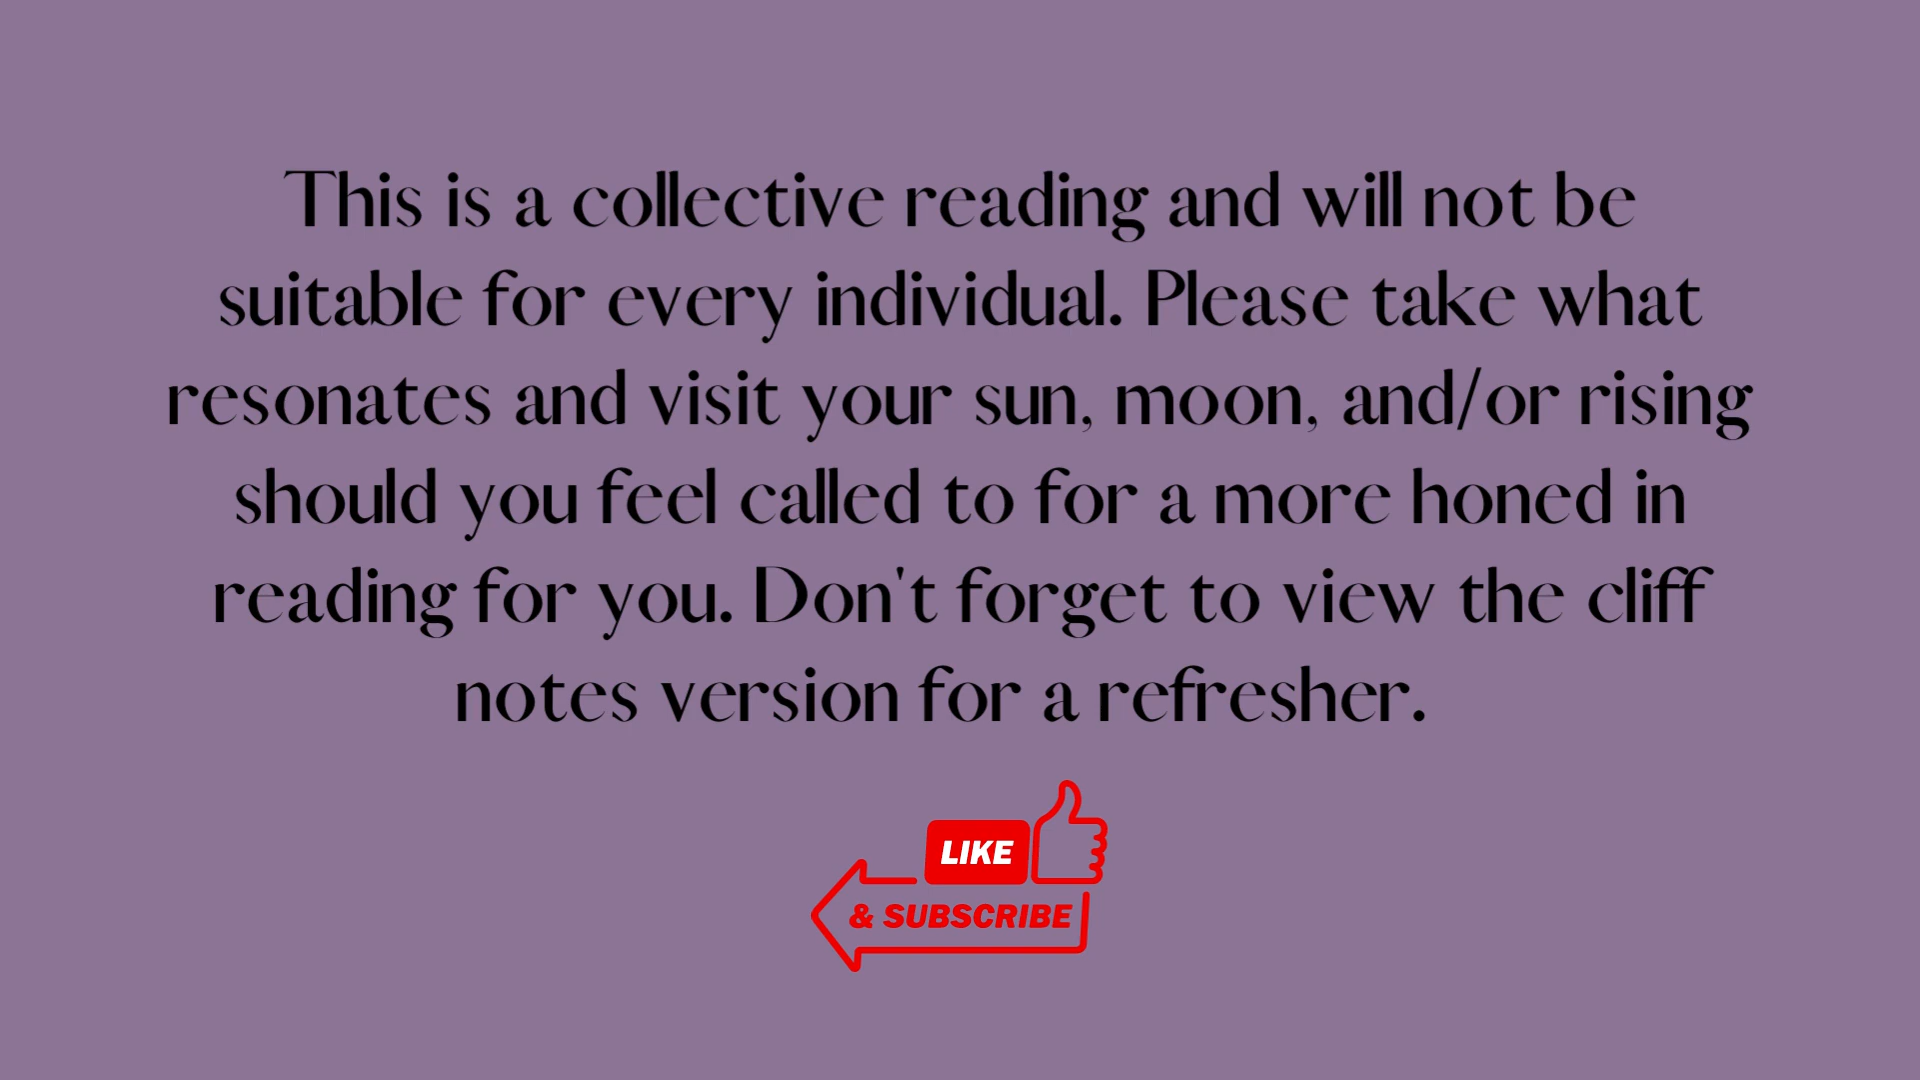 This is a collective reading and will not be
suitable for every individual. Please take what
resonates and visit your sun, moon, and/or rising
should you feel called to for a more honed in
reading for you. Don't forget to view the cliff
notes version for a refresher.
LIKE
& SUBSCRIBE